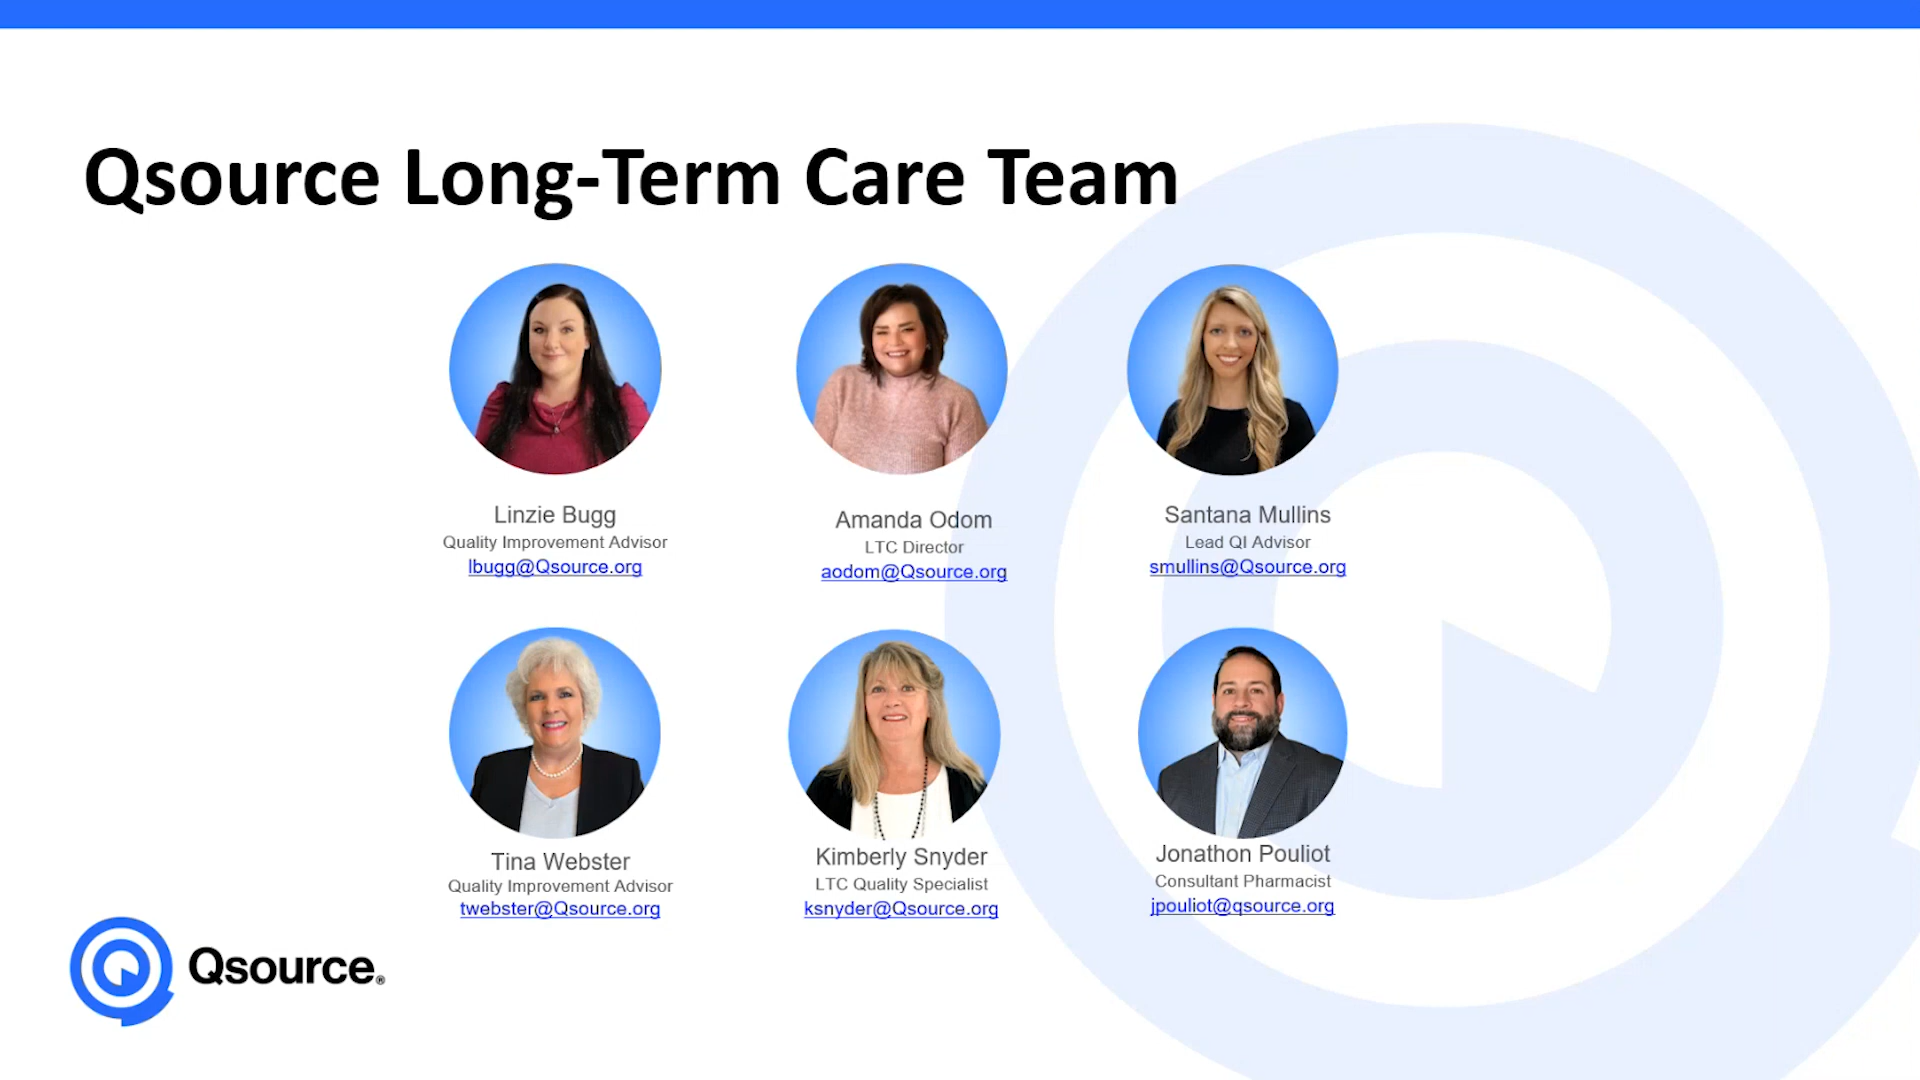 Qsource Long-Term Care Team
Linzie Bugg
Quality Improvement Advisor
lbugg@Qsource.org
Amanda Odom
LTC Director
aodom@Qsource.org
Santana Mullins
Lead QI Advisor
smullins@Qsource.org
Tina Webster
Quality Improvement Advisor
twebster@Qsource.org
Kimberly Snyder
LTC Quality Specialist
ksnyder@Qsource.org
Jonathon Pouliot
Consultant Pharmacist
jpouliot@qsource.org
Qsource®